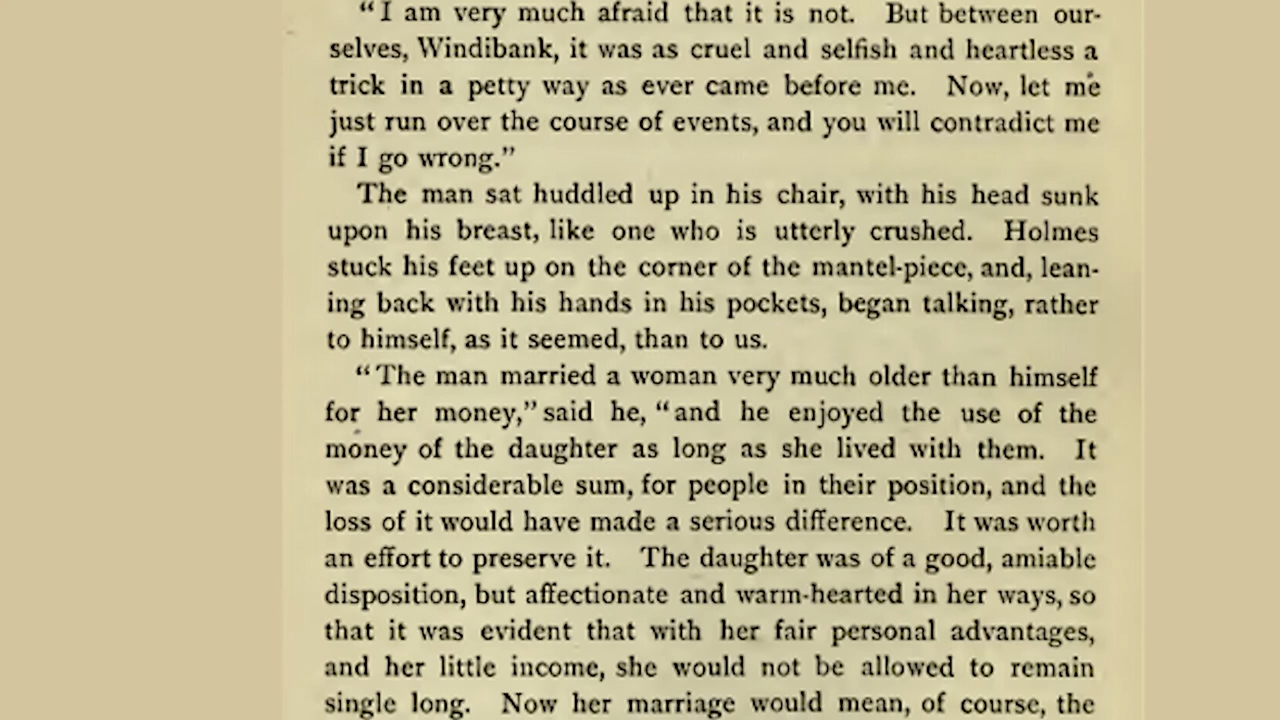 “I am very much afraid that it is not. But between our-
selves, Windibank, it was as cruel and selfish and heartless a
trick in a petty way as ever came before me. Now, let me
just run over the course of events, and you will contradict me
if I go wrong.”
The man sat huddled up in his chair, with his head sunk
upon his breast, like one who is utterly crushed. Holmes
stuck his feet up on the corner of the mantel-piece, and, lean-
ing back with his hands in his pockets, began talking, rather
to himself, as it seemed, than to us.
“The man married a woman very much older than himself
for her money,” said he, “and he enjoyed the use of the
money of the daughter as long as she lived with them. It
was a considerable sum, for people in their position, and the
loss of it would have made a serious difference. It was worth
an effort to preserve it. The daughter was of a good, amiable
disposition, but affectionate and warm-hearted in her ways, so
that it was evident that with her fair personal advantages,
and her little income, she would not be allowed to remain
single long. Now her marriage would mean, of course, the